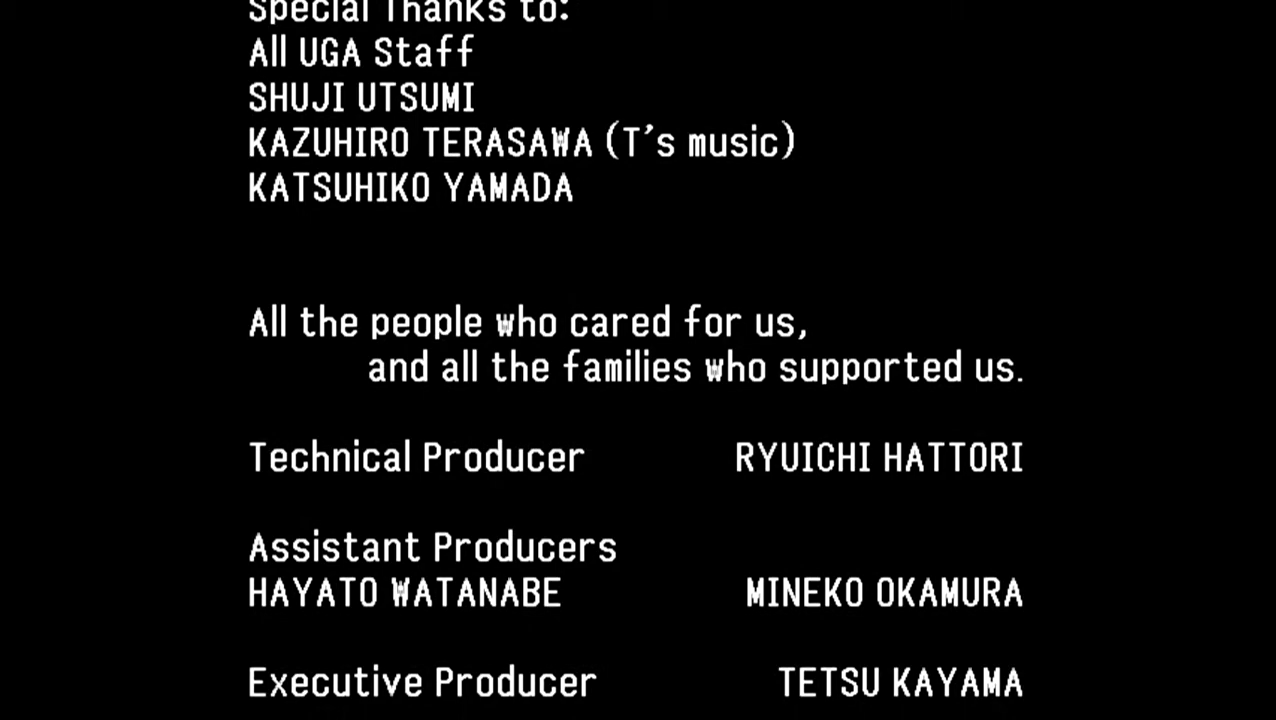 Special Thanks to:
All UGA Staff
SHUJI UTSUMI
KAZUHIRO TERASAWA (T's music)
KATSUHIKO YAMADA
All the people who cared for us,
and all the families who supported us.
Technical Producer RYUICHI HATTORI
Assistant Producers
HAYATO WATANABE MINEKO OKAMURA
Executive Producer TETSU KAYAMA